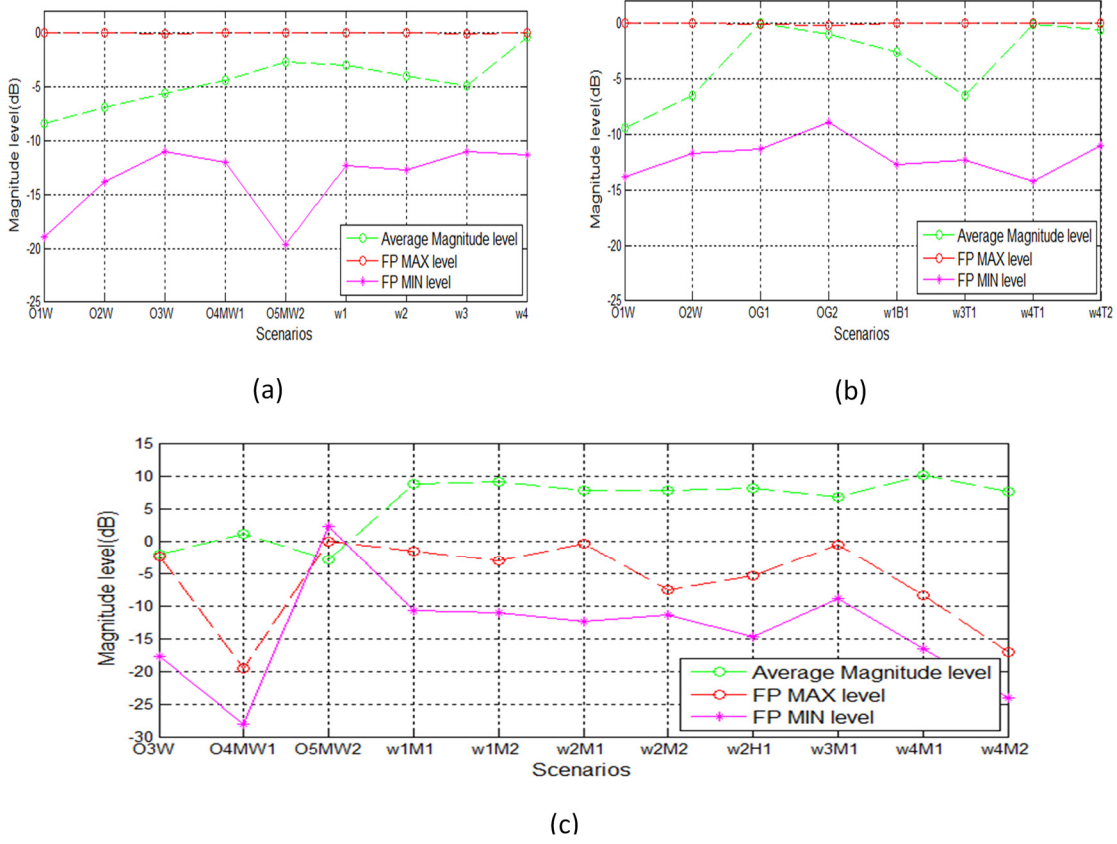 0
-5
-10
-15
-20
-25
Magnitude level(dB)
Average Magnitude level
FP MAX level
FP MIN level
O1W O2W O3W O4MW1 O5MW2 w1 w2 w3 w4
Scenarios
(a)
0
-5
-10
-15
-20
-25
Magnitude level(dB)
Average Magnitude level
FP MAX level
FP MIN level
O1W O2W OG1 OG2 w1B1 w3T1 w4T1 w4T2
Scenarios
(b)
15
10
5
0
-5
-10
-15
-20
-25
-30
Magnitude level(dB)
Average Magnitude level
FP MAX level
FP MIN level
O3W O4MW1 O5MW2 w1M1 w1M2 w2M1 w2M2 w2H1 w3M1 w4M1 w4M2
Scenarios
(c)